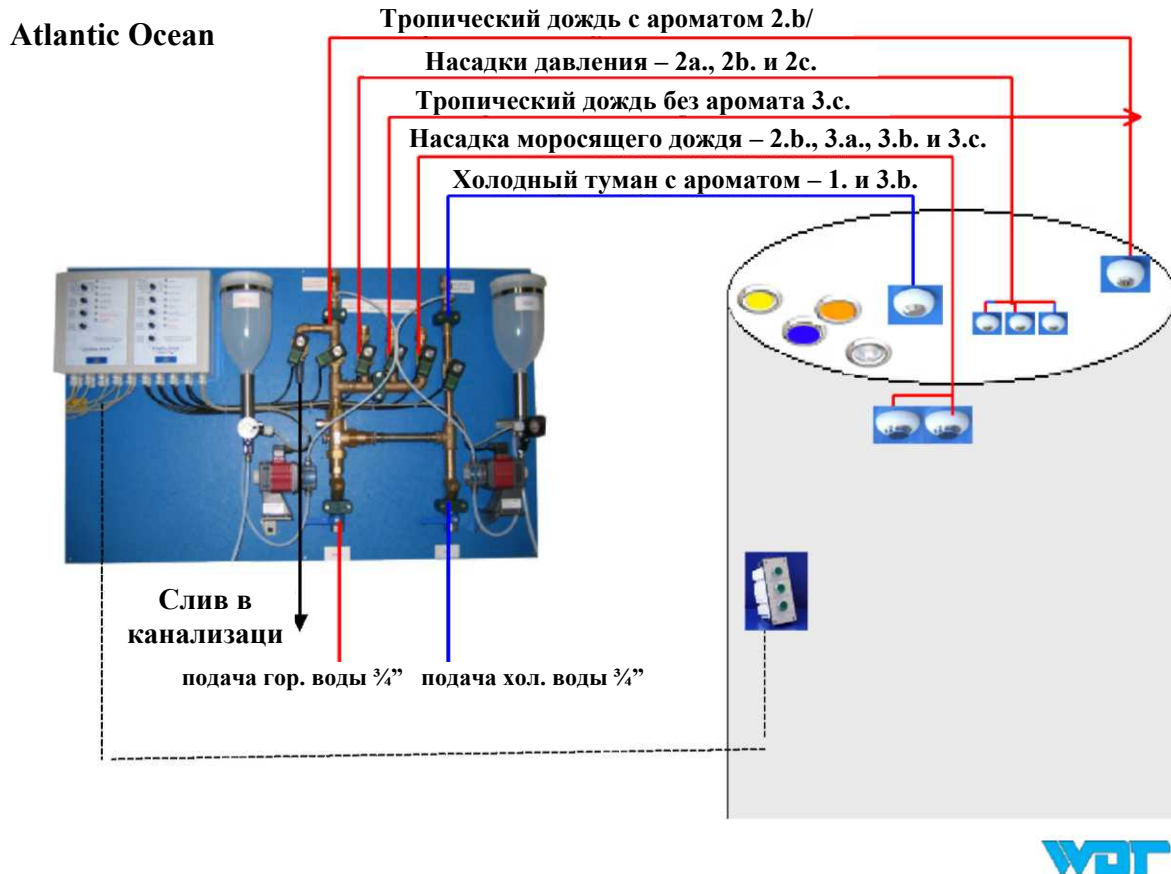 Atlantic Ocean
Тропический дождь с ароматом 2.b/
Насадки давления – 2a., 2b. и 2c.
Тропический дождь без аромата 3.c.
Насадка моросящего дождя – 2.b., 3.a., 3.b. и 3.c.
Холодный туман с ароматом – 1. и 3.b.
Слив в
канализаци
подача гор. воды ¾” подача хол. воды ¾”
WDT